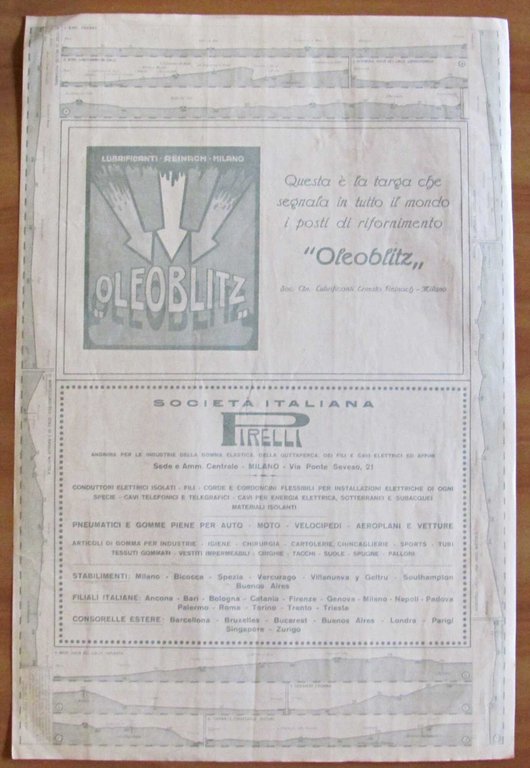 LUBRIFICANTI - REINACH - MILANO
"OLEOBLITZ"
Questa è la targa che
segnala in tutto il mondo
i posti di rifornimento
"Oleoblitz„
Soc. An. Lubrificanti Ernesto Reinach - Milano
SOCIETÀ ITALIANA
PIRELLI
ANONIMA PER LE INDUSTRIE DELLA GOMMA ELASTICA, DELLA GUTTAPERCA, DEI FILI E CAVI ELETTRICI ED AFFINI
Sede e Amm. Centrale - MILANO - Via Ponte Seveso, 21
CONDUTTORI ELETTRICI ISOLATI - FILI - CORDE E CORDONCINI FLESSIBILI PER INSTALLAZIONI ELETTRICHE DI OGNI
SPECIE - CAVI TELEFONICI E TELEGRAFICI - CAVI PER ENERGIA ELETTRICA, SOTTERRANEI E SUBACQUEI
MATERIALI ISOLANTI
PNEUMATICI E GOMME PIENE PER AUTO - MOTO - VELOCIPEDI - AEROPLANI E VETTURE
ARTICOLI DI GOMMA PER INDUSTRIE - IGIENE - CHIRURGIA - CARTOLERIE, CHINCAGLIERIE - SPORTS - TUBI
TESSUTI GOMMATI - VESTITI IMPERMEABILI - CINGHIE - TACCHI - SUOLE - SPUGNE - PALLONI
STABILIMENTI: Milano - Bicocca - Spezia - Vercurago - Villanueva y Geltru - Southampton
Buenos Aires
FILIALI ITALIANE: Ancona - Bari - Bologna - Catania - Firenze - Genova - Milano - Napoli - Padova
Palermo - Roma - Torino - Trento - Trieste
CONSORELLE ESTERE: Barcellona - Bruxelles - Bucarest - Buenos Aires - Londra - Parigi
Singapore - Zurigo